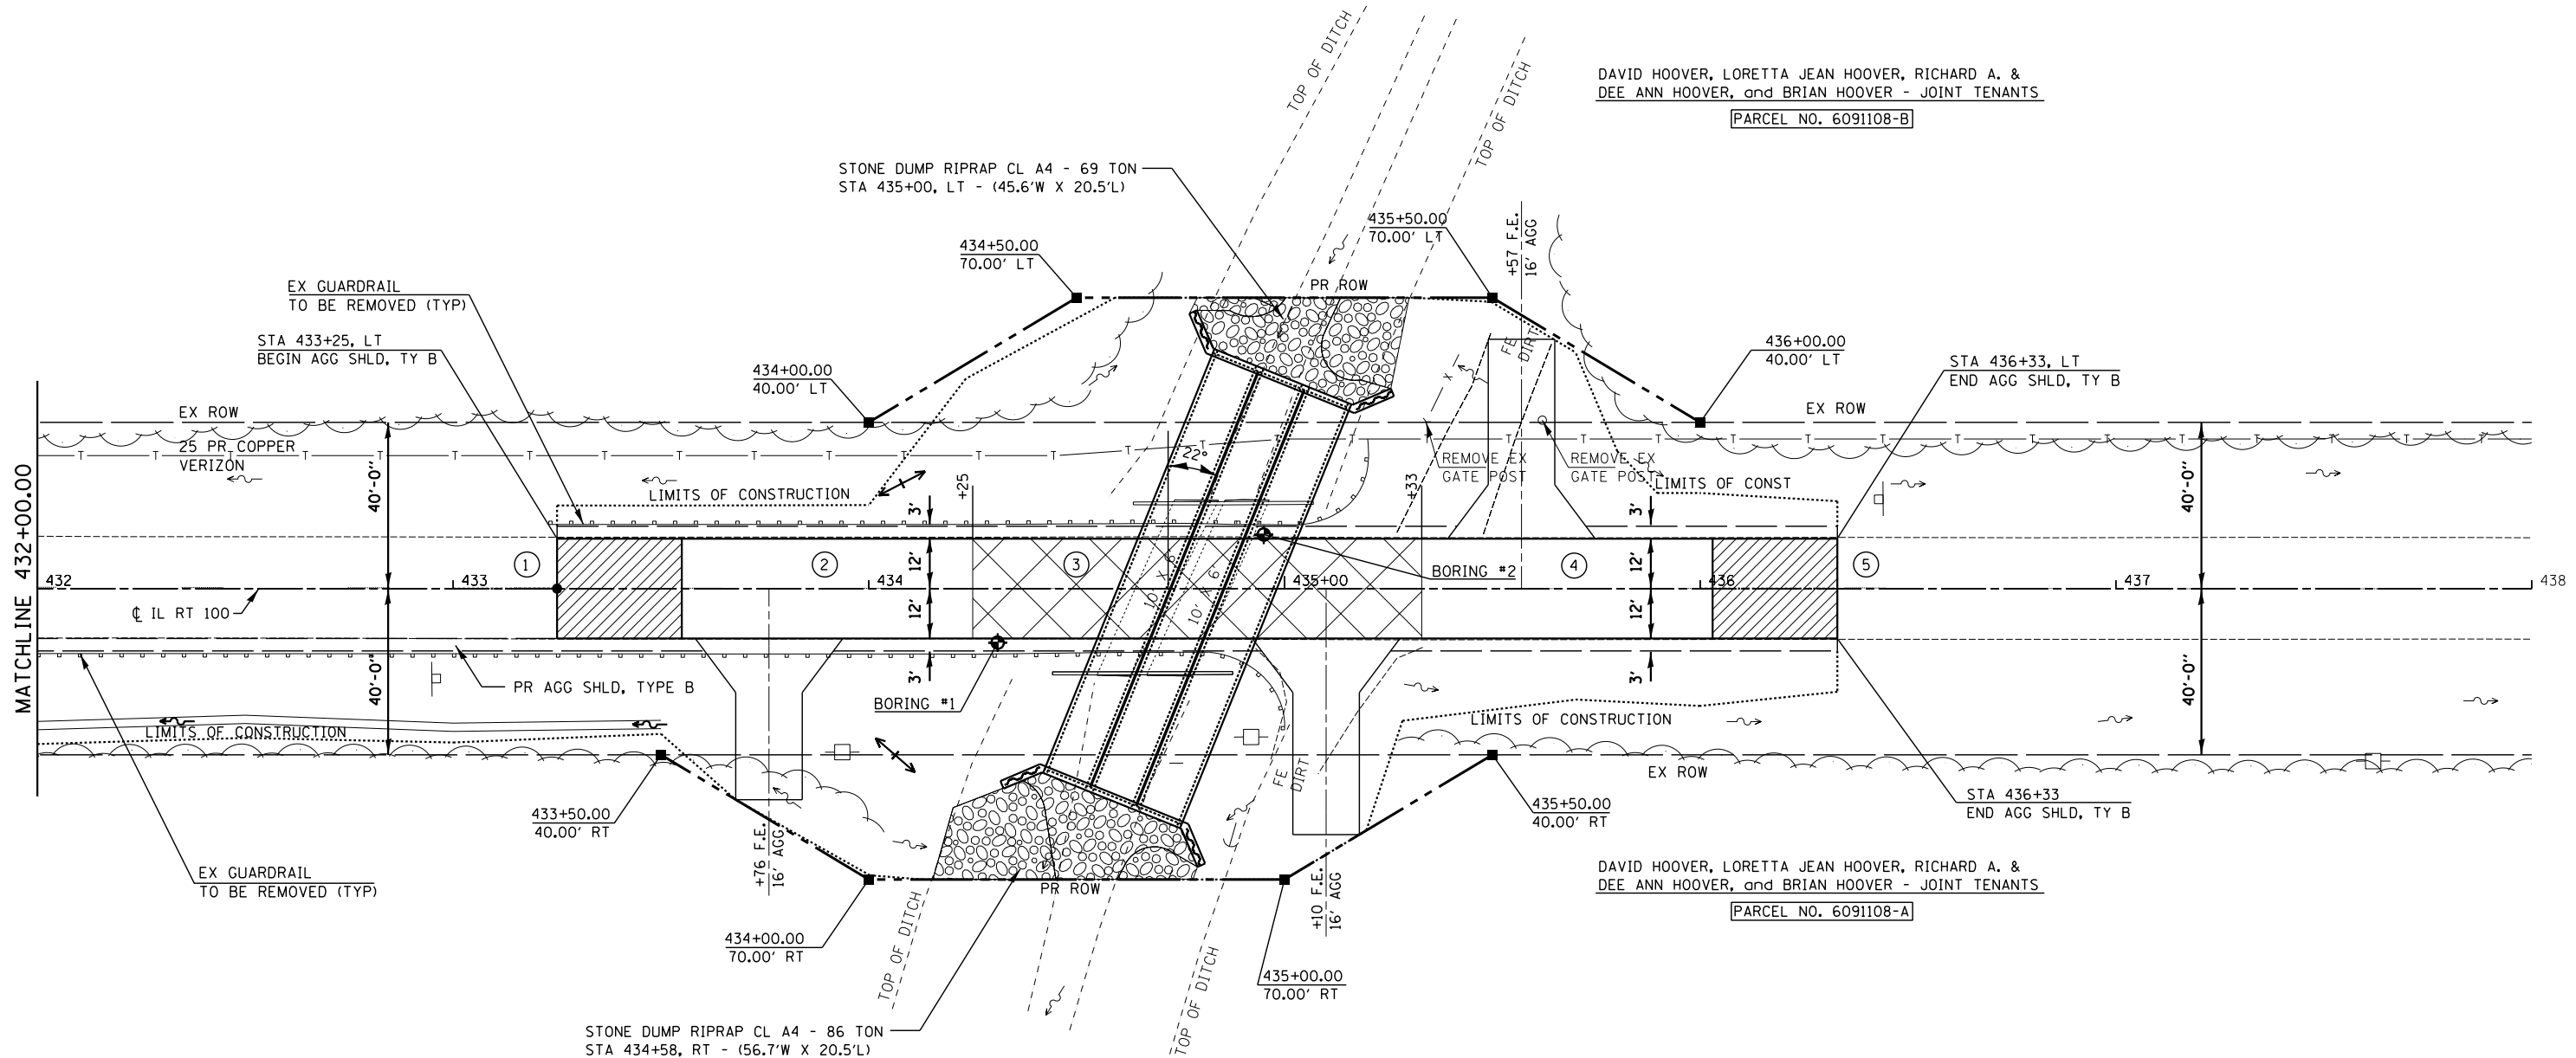 TOP OF DITCH
TOP OF DITCH
DAVID HOOVER, LORETTA JEAN HOOVER, RICHARD A. &
DEE ANN HOOVER, and BRIAN HOOVER - JOINT TENANTS
PARCEL NO. 6091108-B
STONE DUMP RIPRAP CL A4 - 69 TON
STA 435+00, LT - (45.6'W X 20.5'L)
434+50.00
70.00' LT
435+50.00
70.00' LT
+57 F.E.
16' AGG
PR ROW
EX GUARDRAIL
TO BE REMOVED (TYP)
STA 433+25, LT
BEGIN AGG SHLD, TY B
434+00.00
40.00' LT
FE
DIRT
436+00.00
40.00' LT
STA 436+33, LT
END AGG SHLD, TY B
EX ROW
EX ROW
25 PR COPPER
VERIZON
T T T T T T T T T T T T T T T T T T T
X
22°
REMOVE EX
GATE POST
REMOVE EX
GATE POST
LIMITS OF CONSTRUCTION
LIMITS OF CONST
40'-0"
40'-0"
+25
+33
3'
3'
MATCHLINE 432+00.00
1
2
3
4
5
12'
12'
BORING #2
432
433
434
435+00
436
437
438
10' X 6'
10' X 6'
℄ IL RT 100
12'
12'
40'-0"
40'-0"
3'
3'
PR AGG SHLD, TYPE B
BORING #1
LIMITS OF CONSTRUCTION
LIMITS OF CONSTRUCTION
EX ROW
FE
DIRT
433+50.00
40.00' RT
435+50.00
40.00' RT
STA 436+33
END AGG SHLD, TY B
+76 F.E.
16' AGG
EX GUARDRAIL
TO BE REMOVED (TYP)
PR ROW
+10 F.E.
16' AGG
DAVID HOOVER, LORETTA JEAN HOOVER, RICHARD A. &
DEE ANN HOOVER, and BRIAN HOOVER - JOINT TENANTS
PARCEL NO. 6091108-A
434+00.00
70.00' RT
TOP OF DITCH
TOP OF DITCH
435+00.00
70.00' RT
STONE DUMP RIPRAP CL A4 - 86 TON
STA 434+58, RT - (56.7'W X 20.5'L)